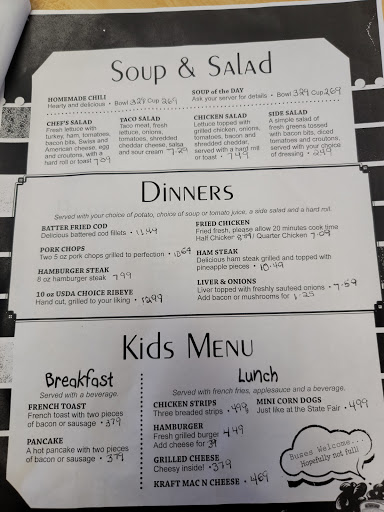 Soup & Salad
HOMEMADE CHILI
Hearty and delicious • Bowl 3.29 Cup 2.69
SOUP of the DAY
Ask your server for details • Bowl 3.29 Cup 2.69
CHEF'S SALAD
Fresh lettuce with
turkey, ham, tomatoes,
bacon bits, Swiss and
American cheese, egg
and croutons, with a
hard roll or toast
TACO SALAD
Taco meat, fresh
lettuce, onions,
tomatoes, shredded
cheddar cheese, salsa
and sour cream • 7.29
CHICKEN SALAD
Lettuce topped with
grilled chicken, onions,
tomatoes, bacon and
shredded cheddar,
served with a hard roll
or toast • 7.49
SIDE SALAD
A simple salad of
fresh greens tossed
with bacon bits, diced
tomatoes and croutons,
served with your choice
of dressing • 2.99
Dinners
Served with your choice of potato, choice of soup or tomato juice, a side salad and a hard roll.
BATTER FRIED COD
Delicious battered cod fillets • 11.49
PORK CHOPS
Two 5 oz pork chops grilled to perfection •
HAMBURGER STEAK
8 oz hamburger steak • 7.99
10 oz USDA CHOICE RIBEYE
Hand cut, grilled to your liking • 12.99
FRIED CHICKEN
Fried fresh, please allow 20 minutes cook time
Half Chicken / Quarter Chicken 7.09
HAM STEAK
Delicious ham steak grilled and topped with
pineapple pieces • 10.49
LIVER & ONIONS
Liver topped with freshly sauteed onions • 7.59
Add bacon or mushrooms for 1.25
Kids Menu
Breakfast
Served with a beverage.
FRENCH TOAST
French toast with two pieces
of bacon or sausage • 3.79
PANCAKE
A hot pancake with two pieces
of bacon or sausage • 3.79
Lunch
Served with french fries, applesauce and a beverage.
CHICKEN STRIPS
Three breaded strips • 4.99
HAMBURGER
Fresh grilled burger 4.49
Add cheese for
GRILLED CHEESE
Cheesy inside! • 3.79
KRAFT MAC N CHEESE • 4.69
MINI CORN DOGS
Just like at the State Fair • 4.99
Buses Welcome...
Hopefully not full!